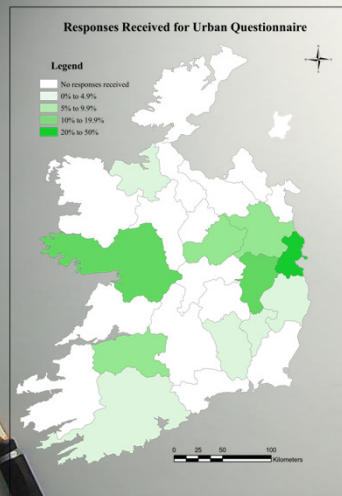 Responses Received for Urban Questionnaire
Legend
No responses received
0% to 4.9%
5% to 9.9%
10% to 19.9%
20% to 50%
0 25 50 100
Kilometers